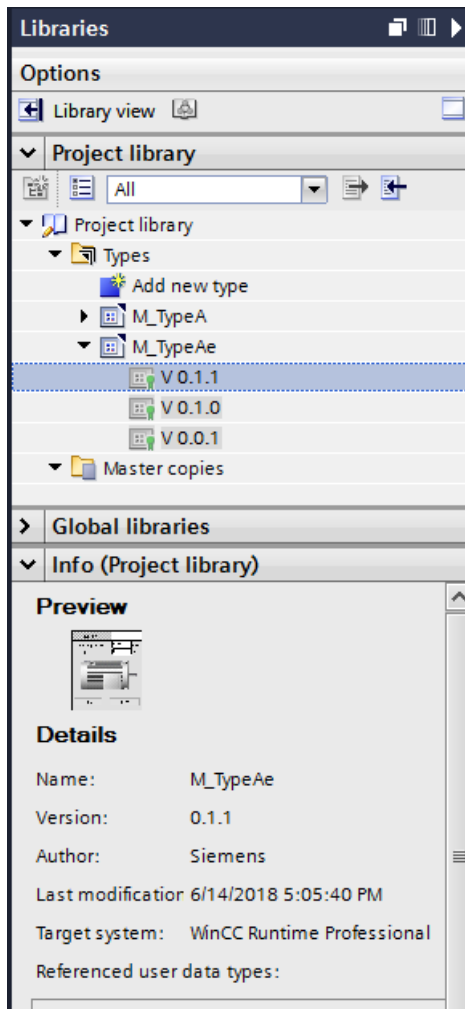 Libraries
Options
Library view
Project library
All
Project library
Types
Add new type
M_TypeA
M_TypeAe
V 0.1.1
V 0.1.0
V 0.0.1
Master copies
Global libraries
Info (Project library)
Preview
Details
Name: M_TypeAe
Version: 0.1.1
Author: Siemens
Last modification 6/14/2018 5:05:40 PM
Target system: WinCC Runtime Professional
Referenced user data types: